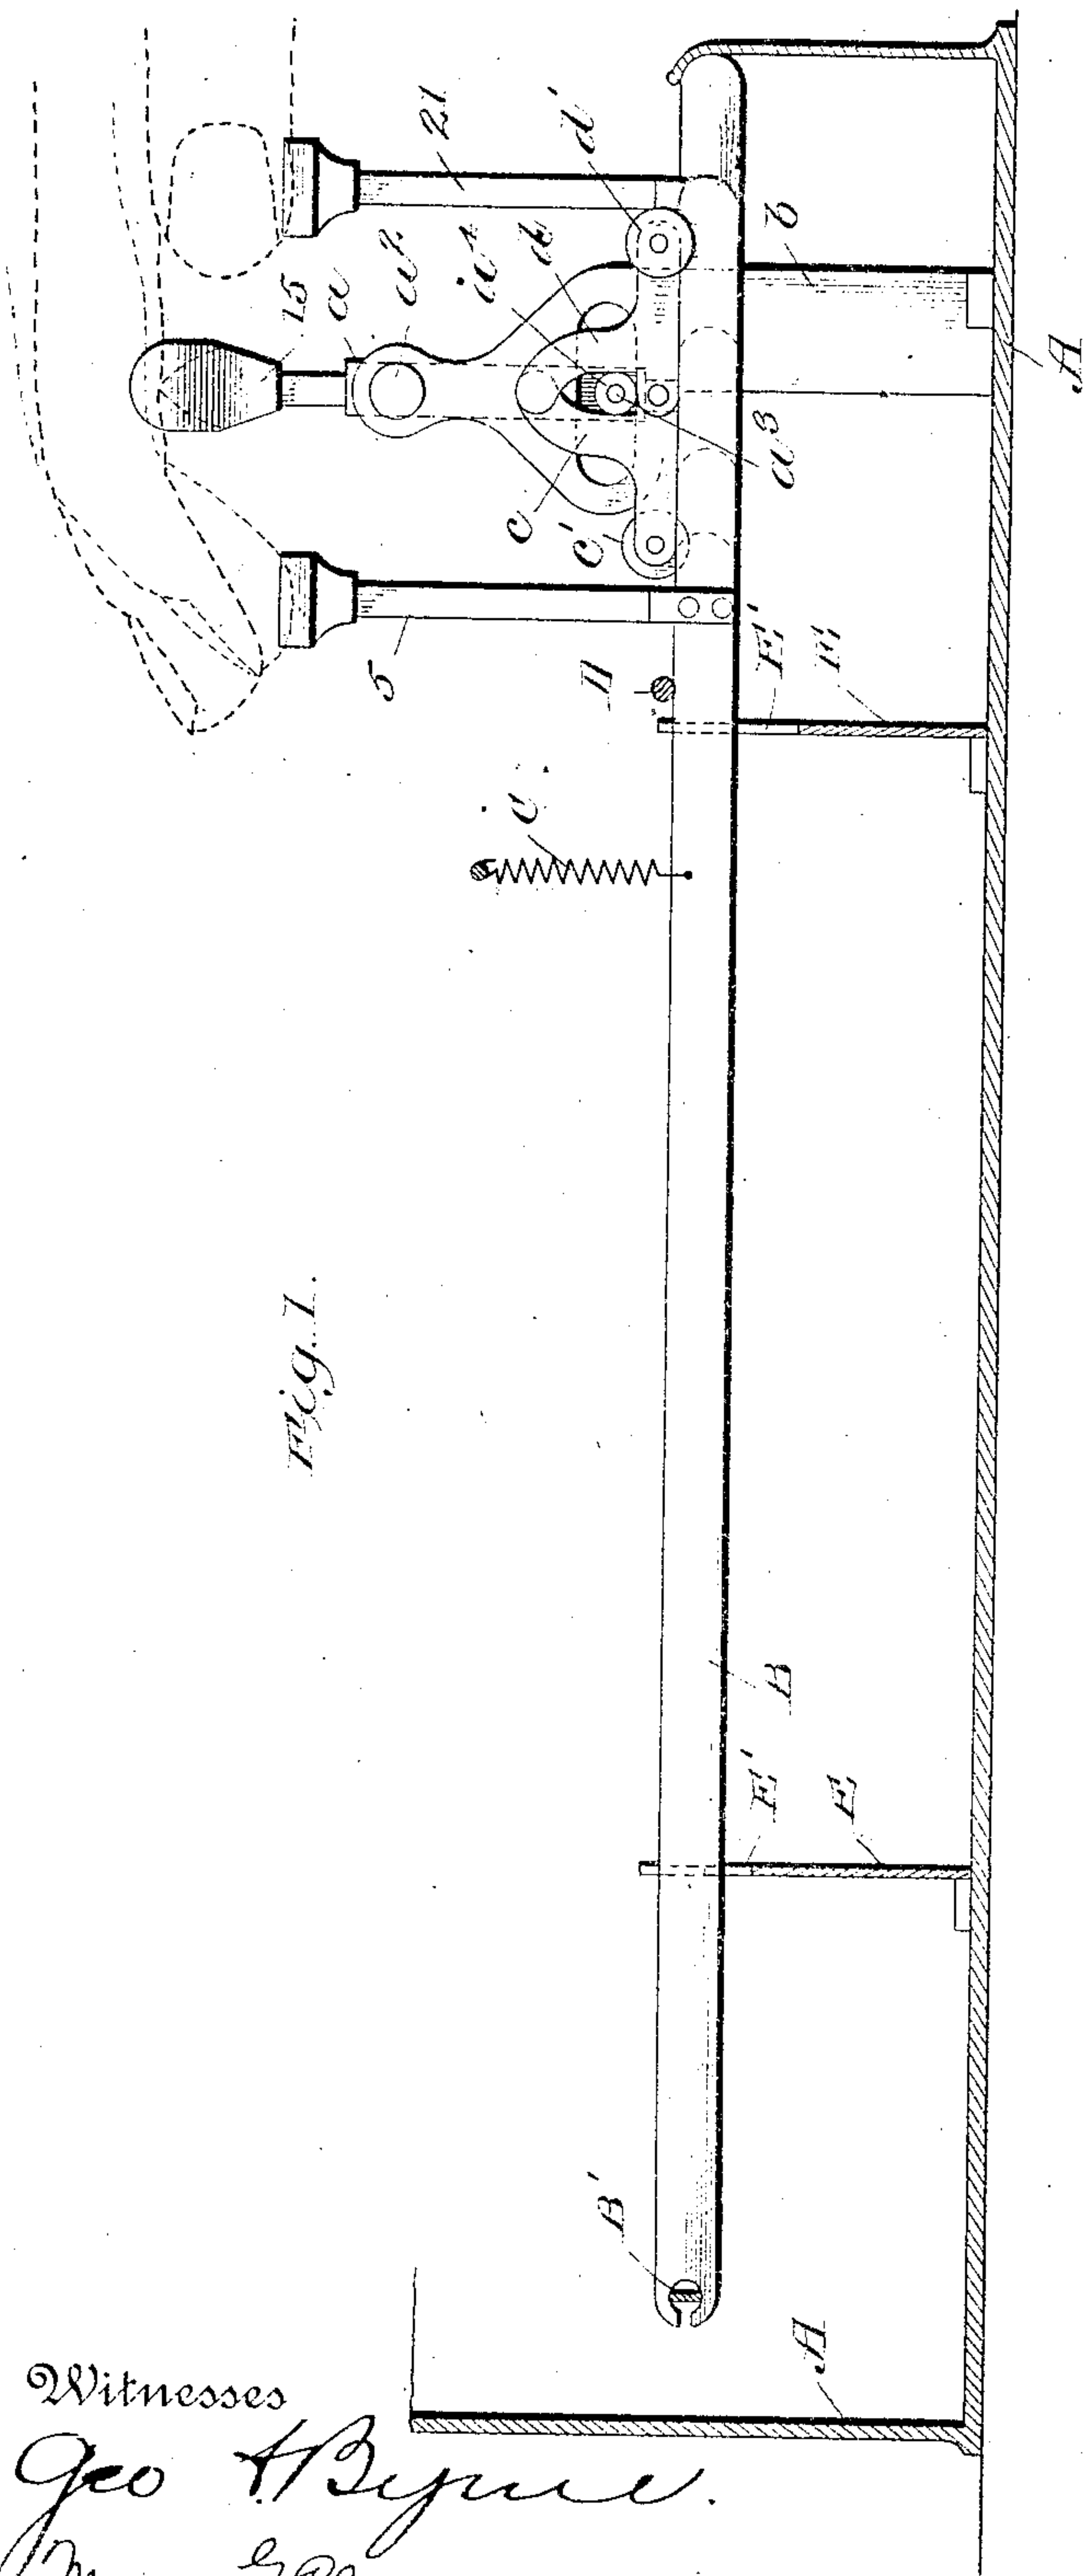 15
a
a²
a⁴
d
21
d'
b
A
c
c'
a³
5
D
E'
E
C
Fig. 1.
B
E'
E
B'
A
Witnesses
Geo H Byrne.